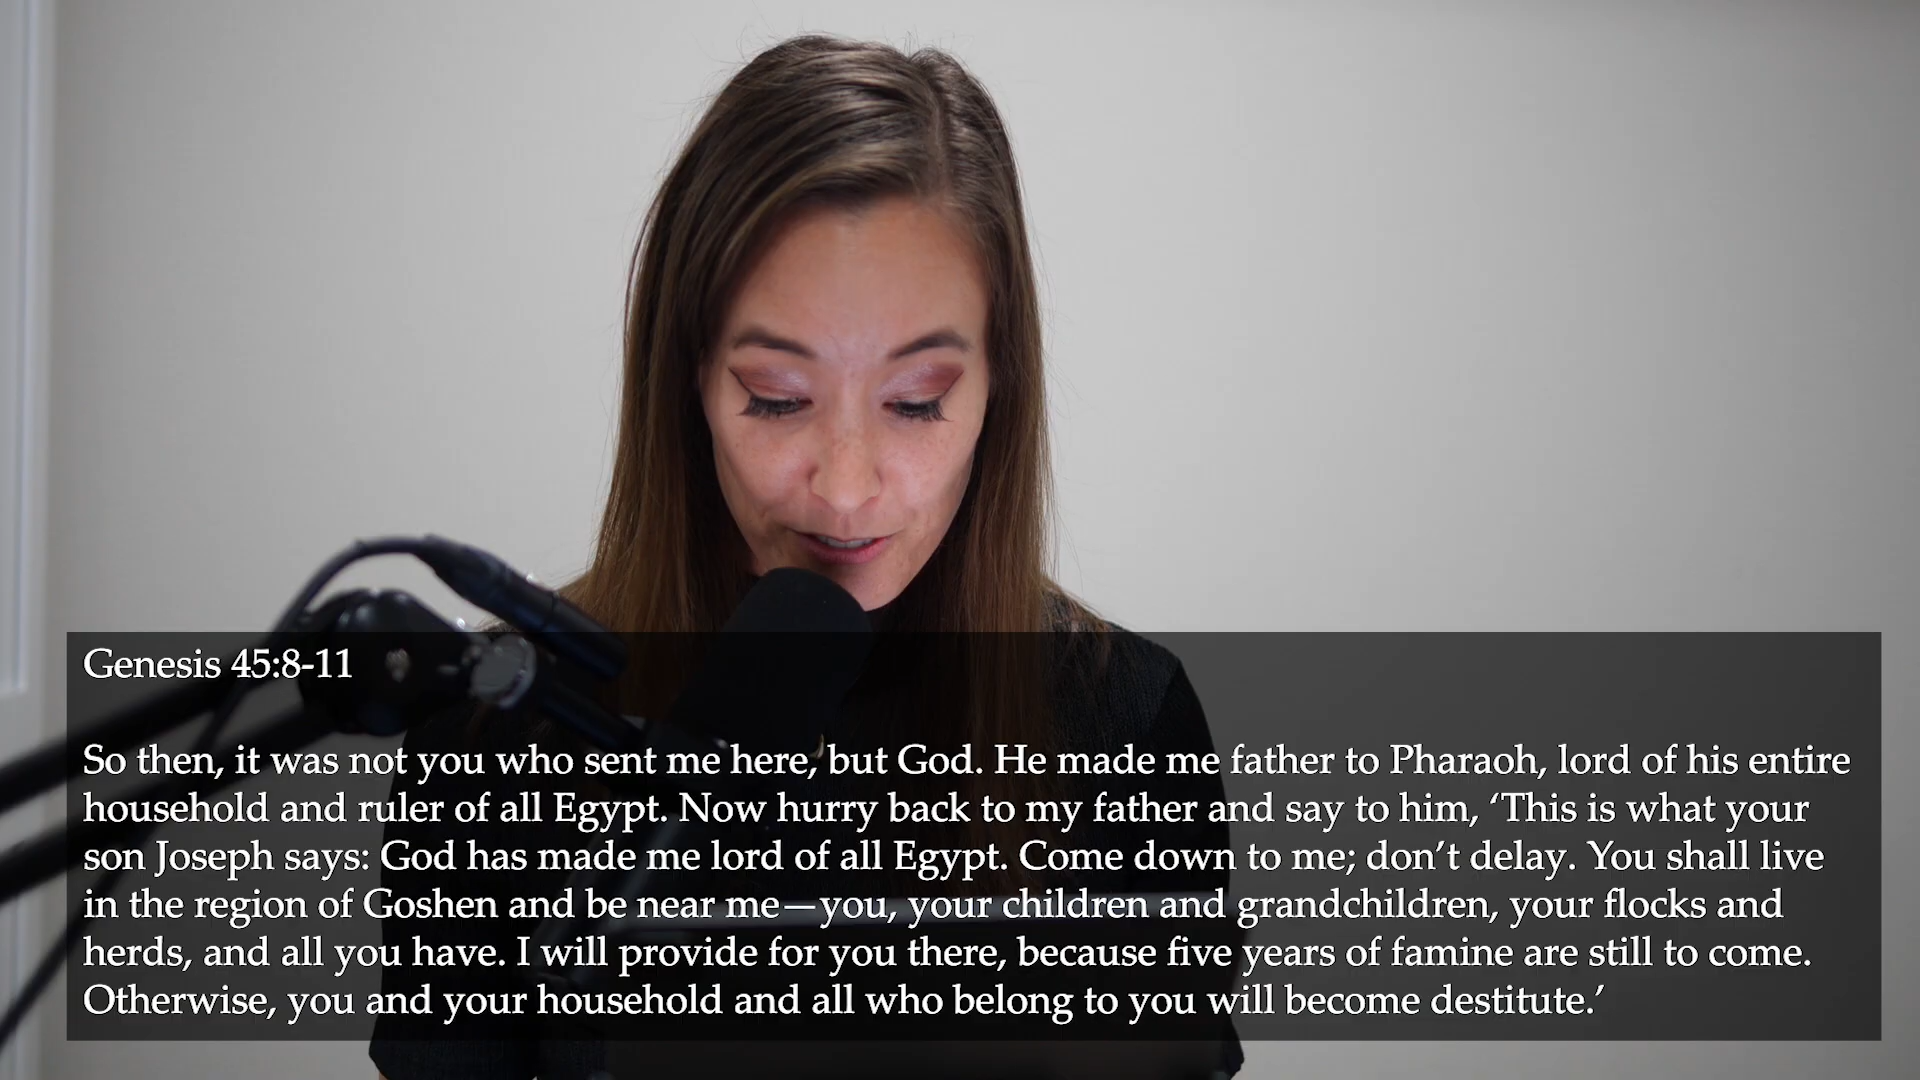 Genesis 45:8-11
So then, it was not you who sent me here, but God. He made me father to Pharaoh, lord of his entire
household and ruler of all Egypt. Now hurry back to my father and say to him, ‘This is what your
son Joseph says: God has made me lord of all Egypt. Come down to me; don’t delay. You shall live
in the region of Goshen and be near me—you, your children and grandchildren, your flocks and
herds, and all you have. I will provide for you there, because five years of famine are still to come.
Otherwise, you and your household and all who belong to you will become destitute.’